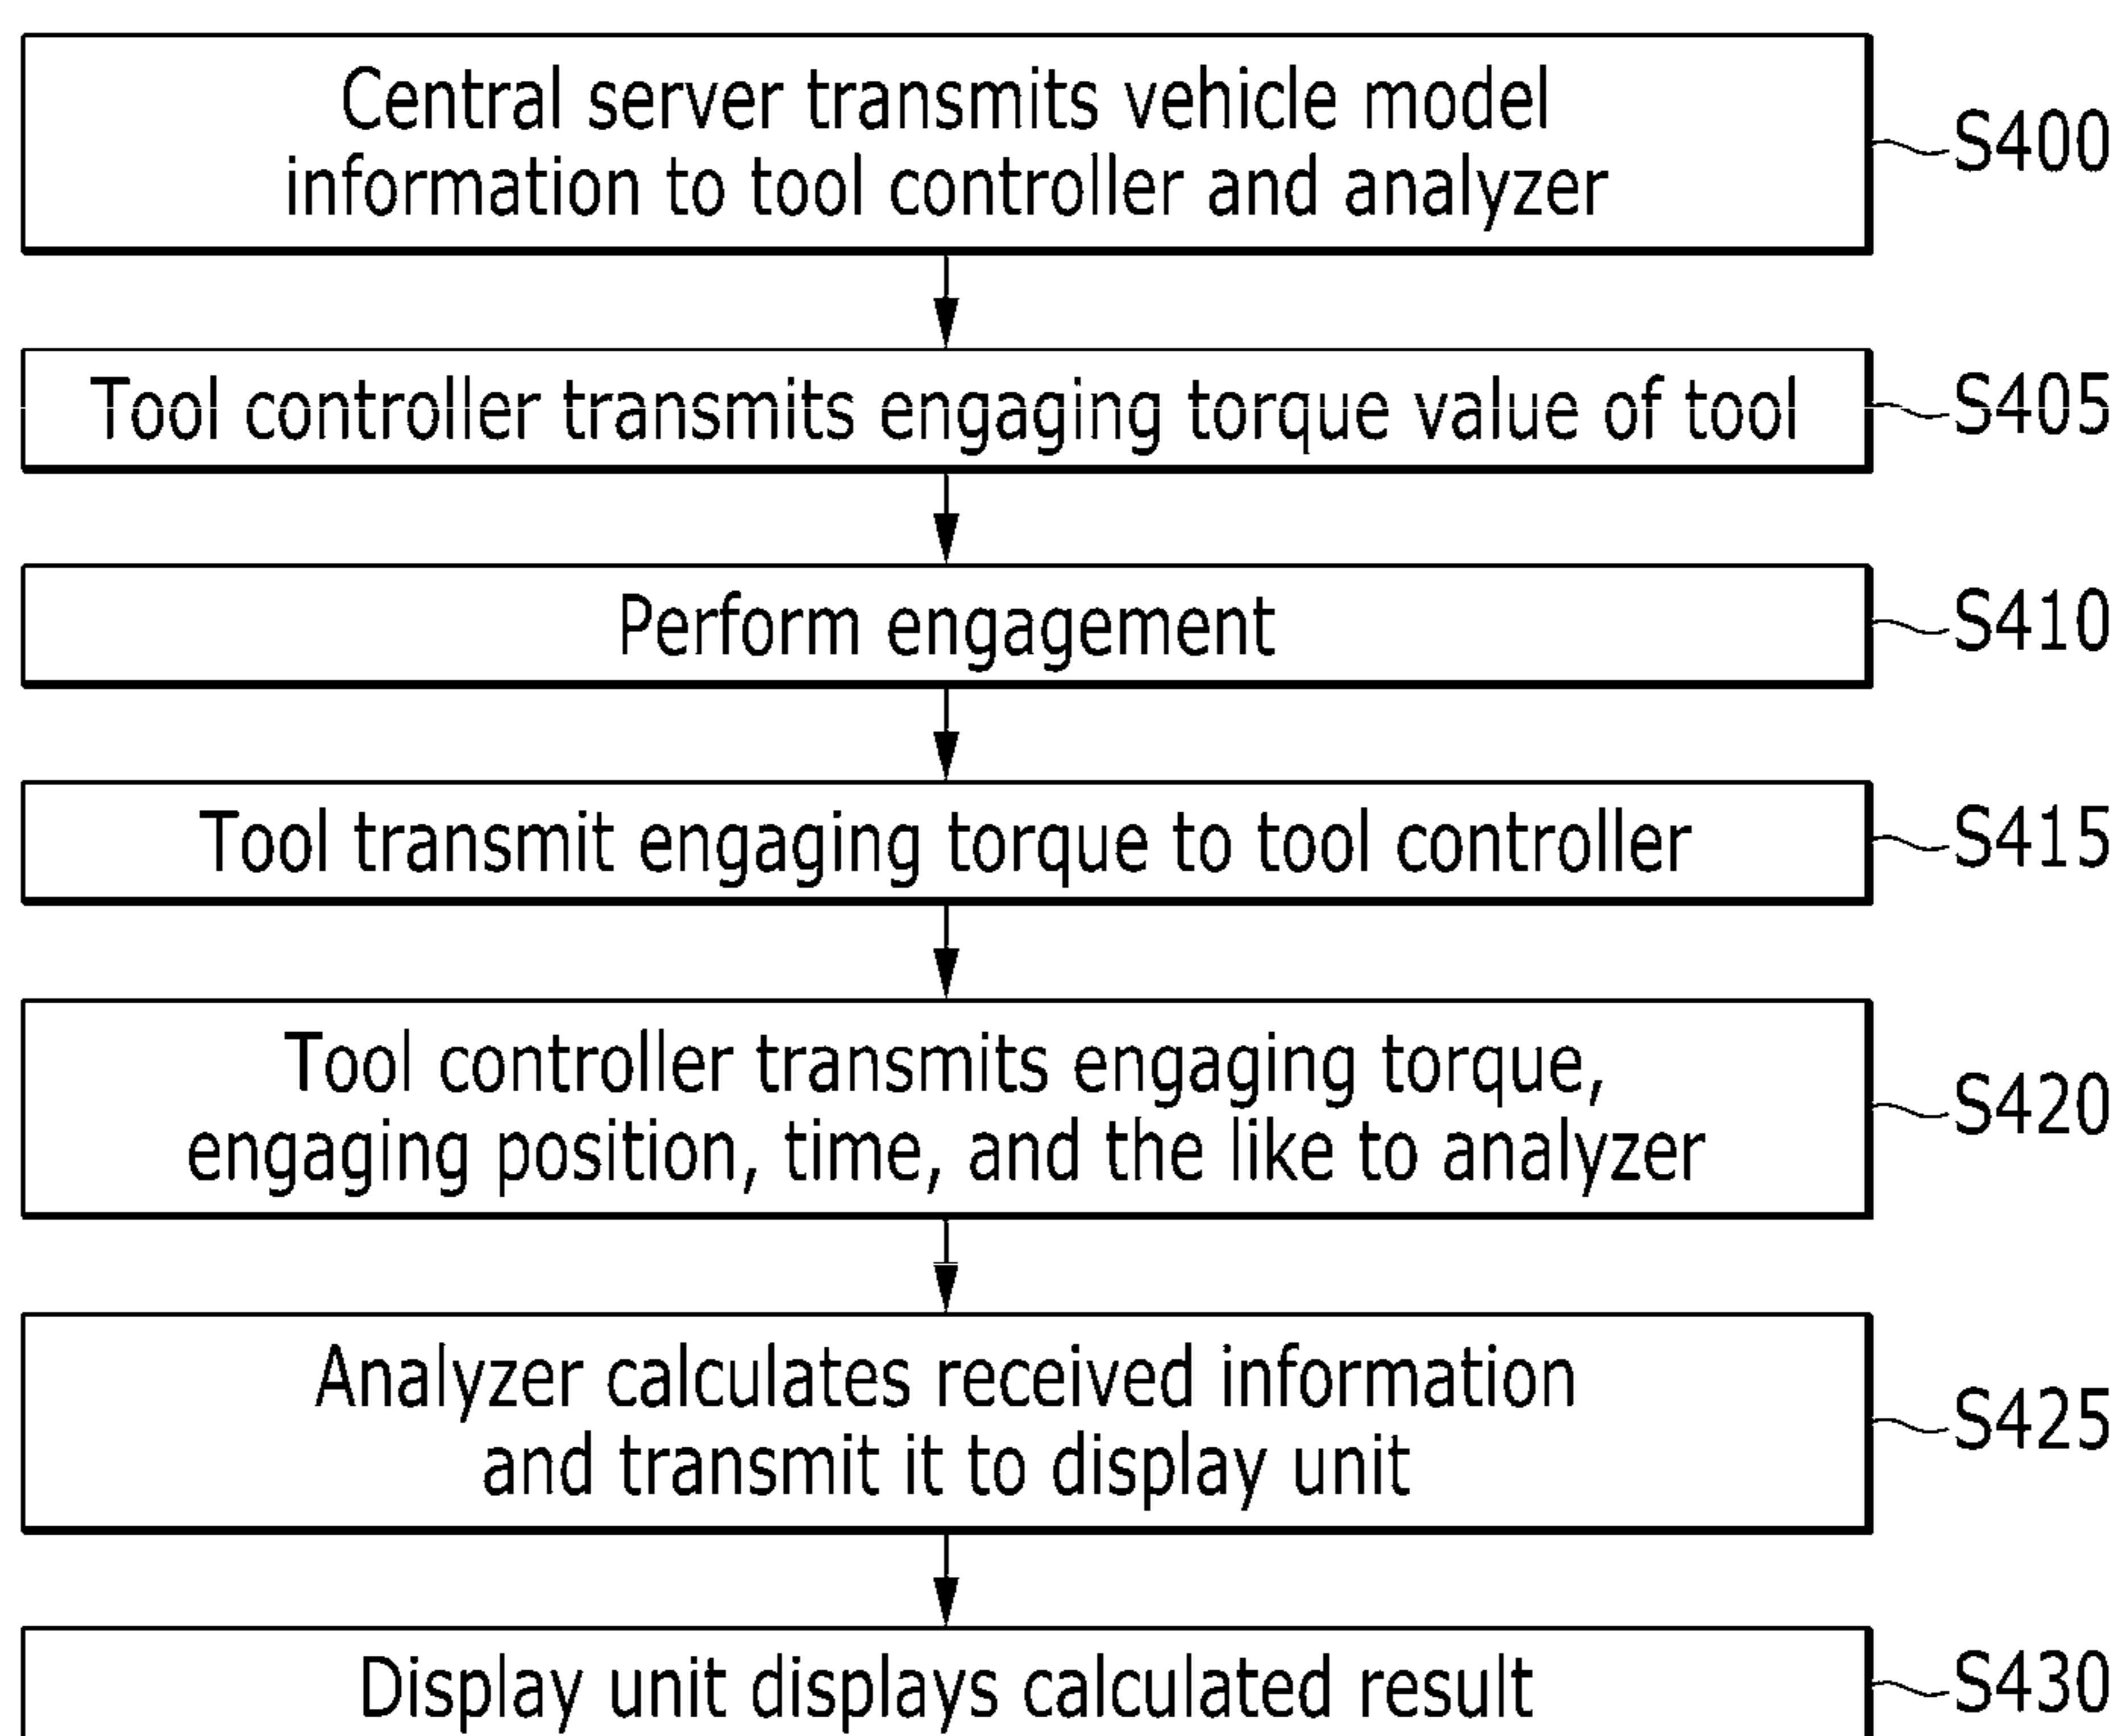 Central server transmits vehicle model
information to tool controller and analyzer
S400
Tool controller transmits engaging torque value of tool
S405
Perform engagement
S410
Tool transmit engaging torque to tool controller
S415
Tool controller transmits engaging torque,
engaging position, time, and the like to analyzer
S420
Analyzer calculates received information
and transmit it to display unit
S425
Display unit displays calculated result
S430